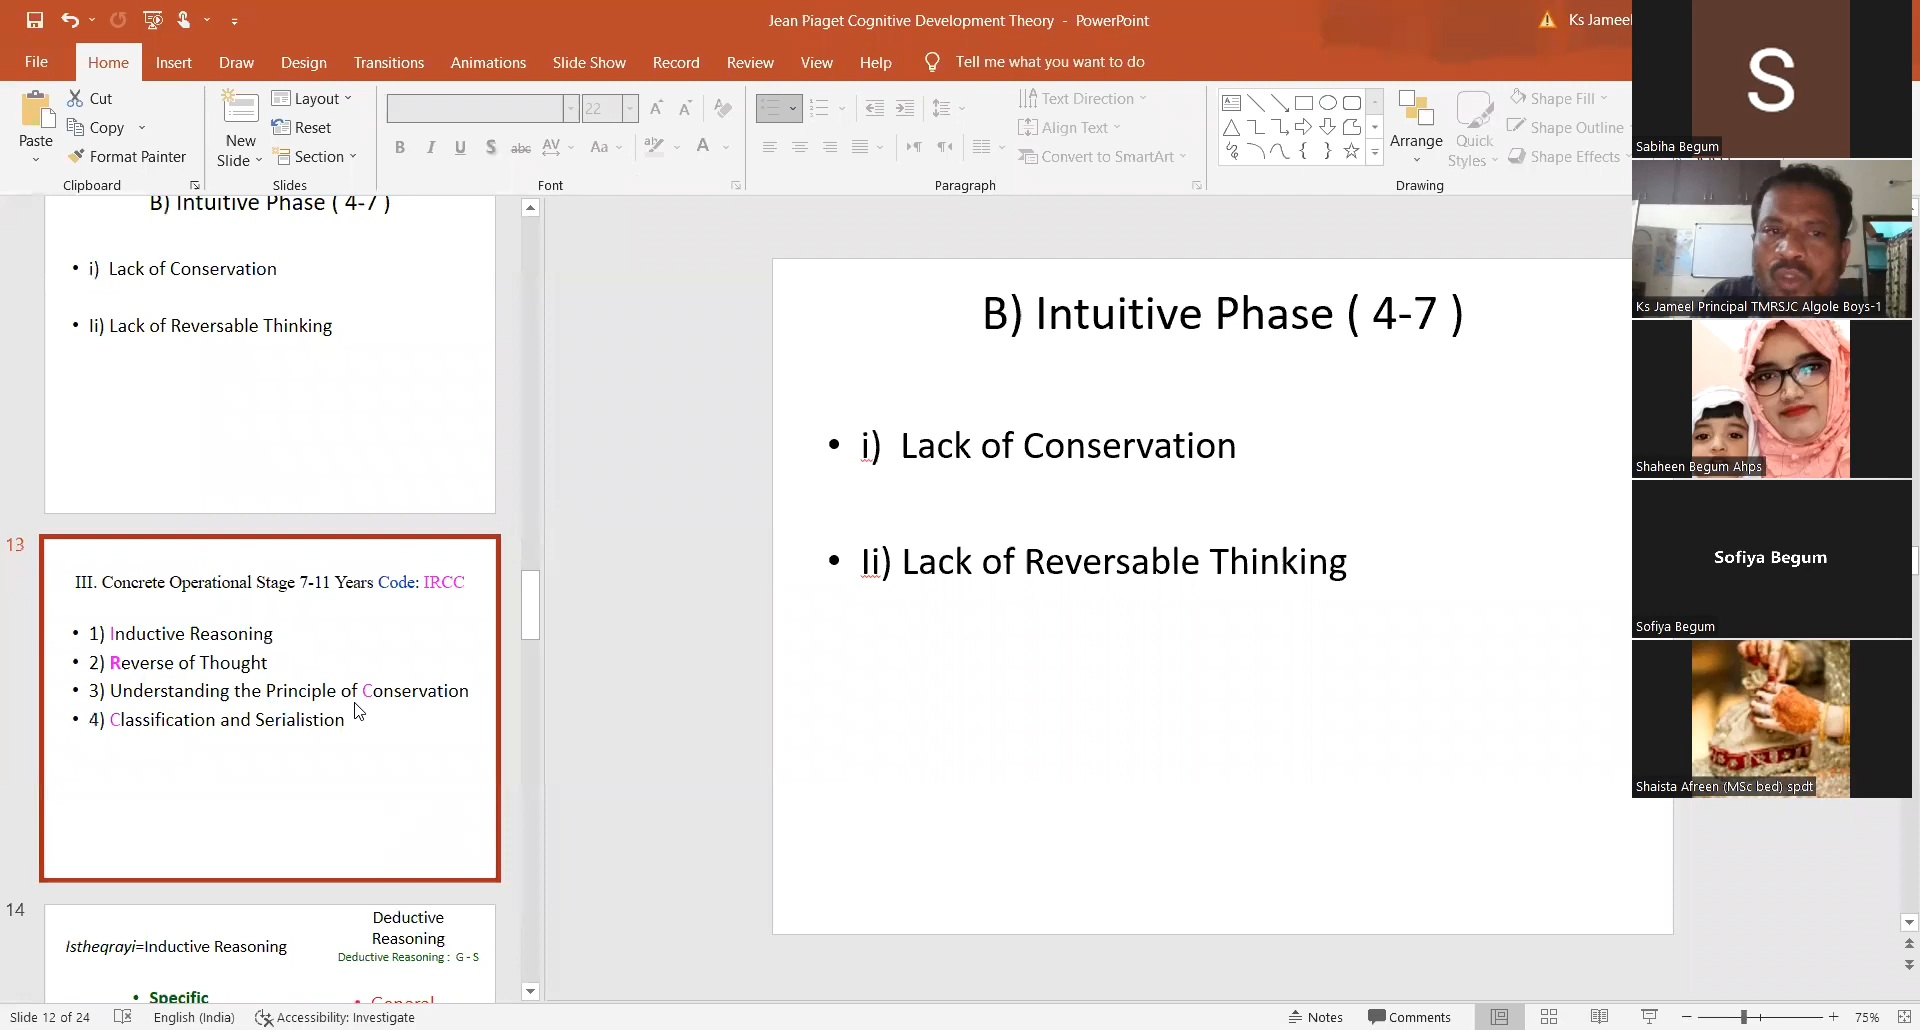 Jean Piaget Cognitive Development Theory - PowerPoint
Ks Jameel
File Home Insert Draw Design Transitions Animations Slide Show Record Review View Help Tell me what you want to do
Paste
Cut
Copy
Format Painter
Clipboard
New Slide
Layout
Reset
Section
Slides
22
Font
Text Direction
Align Text
Convert to SmartArt
Paragraph
Arrange
Quick Styles
Shape Fill
Shape Outline
Shape Effects
Drawing
B) Intuitive Phase ( 4-7 )
• i) Lack of Conservation
• Ii) Lack of Reversable Thinking
13
III. Concrete Operational Stage 7-11 Years Code: IRCC
• 1) Inductive Reasoning
• 2) Reverse of Thought
• 3) Understanding the Principle of Conservation
• 4) Classification and Serialistion
14
Istheqrayi=Inductive Reasoning
Deductive
Reasoning
Deductive Reasoning : G - S
• Specific
• General
B) Intuitive Phase ( 4-7 )
• i) Lack of Conservation
• Ii) Lack of Reversable Thinking
S
Sabiha Begum
Ks Jameel Principal TMRSJC Algole Boys-1
Shaheen Begum Ahps
Sofiya Begum
Sofiya Begum
Shaista Afreen (MSc bed) spdt
Slide 12 of 24 English (India) Accessibility: Investigate Notes Comments 75%